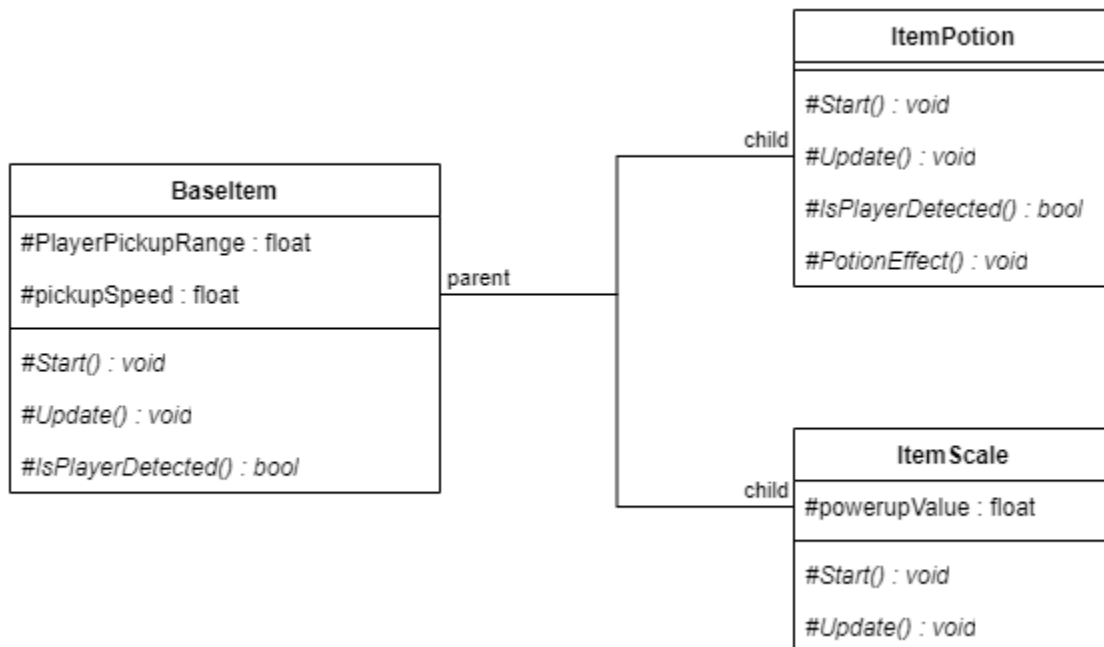 BaseItem
#PlayerPickupRange : float
#pickupSpeed : float
#Start() : void
#Update() : void
#IsPlayerDetected() : bool
parent
child
ItemPotion
#Start() : void
#Update() : void
#IsPlayerDetected() : bool
#PotionEffect() : void
child
ItemScale
#powerupValue : float
#Start() : void
#Update() : void